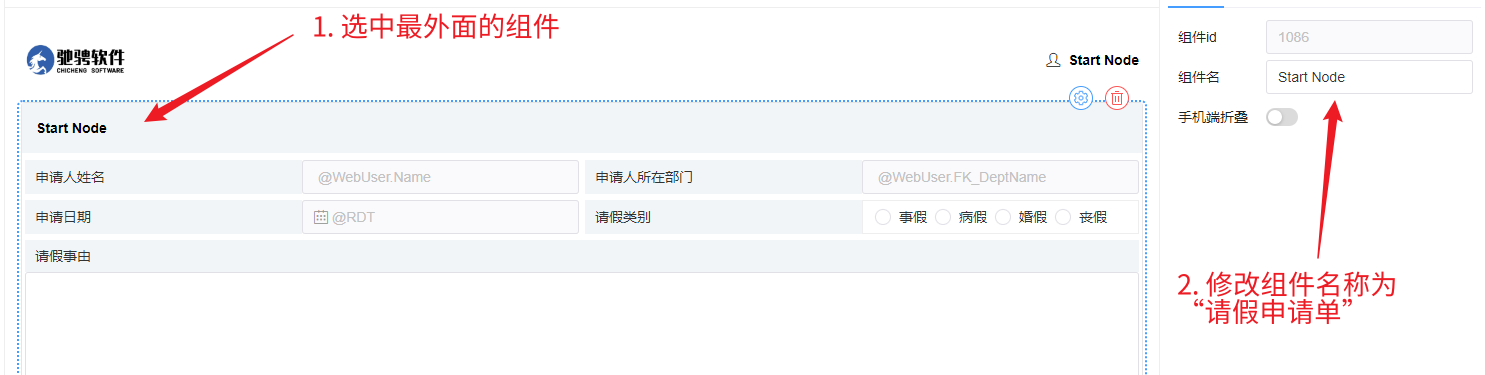 1. 选中最外面的组件
驰骋软件
CHICHENG SOFTWARE
Start Node
Start Node
申请人姓名 @WebUser.Name 申请人所在部门 @WebUser.FK_DeptName
申请日期 @RDT 请假类别 事假 病假 婚假 丧假
请假事由
组件id 1086
组件名 Start Node
手机端折叠
2. 修改组件名称为
“请假申请单”